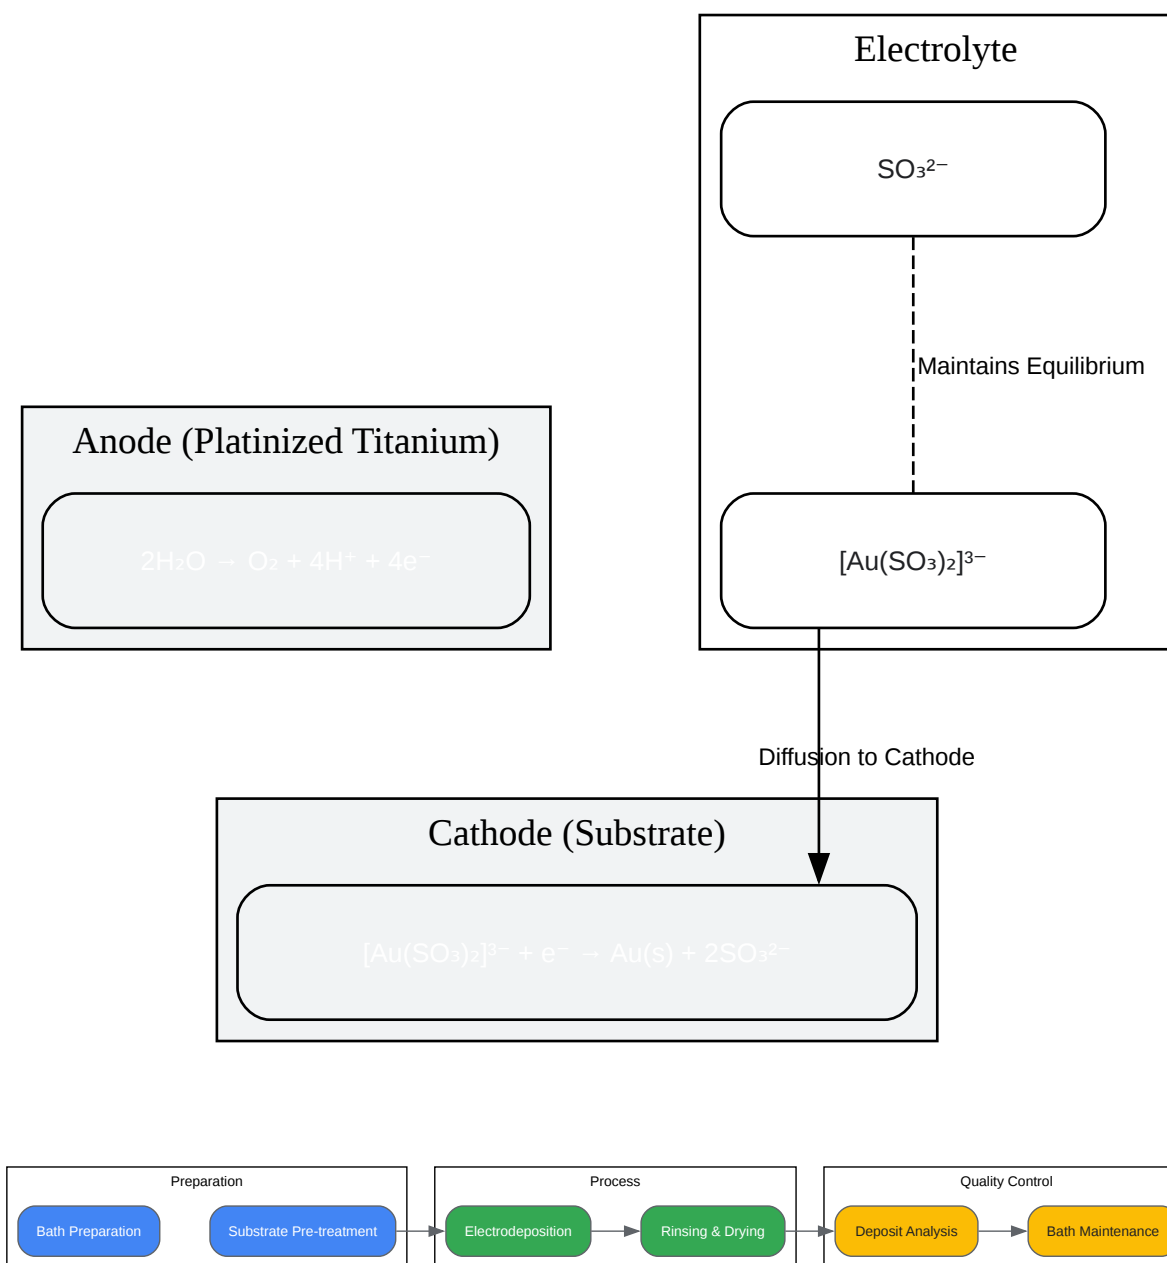 Electrolyte
SO₃²⁻
Maintains Equilibrium
Anode (Platinized Titanium)
2H₂O → O₂ + 4H⁺ + 4e⁻
[Au(SO₃)₂]³⁻
Diffusion to Cathode
Cathode (Substrate)
[Au(SO₃)₂]³⁻ + e⁻ → Au(s) + 2SO₃²⁻
Preparation
Bath Preparation
Substrate Pre-treatment
Process
Electrodeposition
Rinsing & Drying
Quality Control
Deposit Analysis
Bath Maintenance